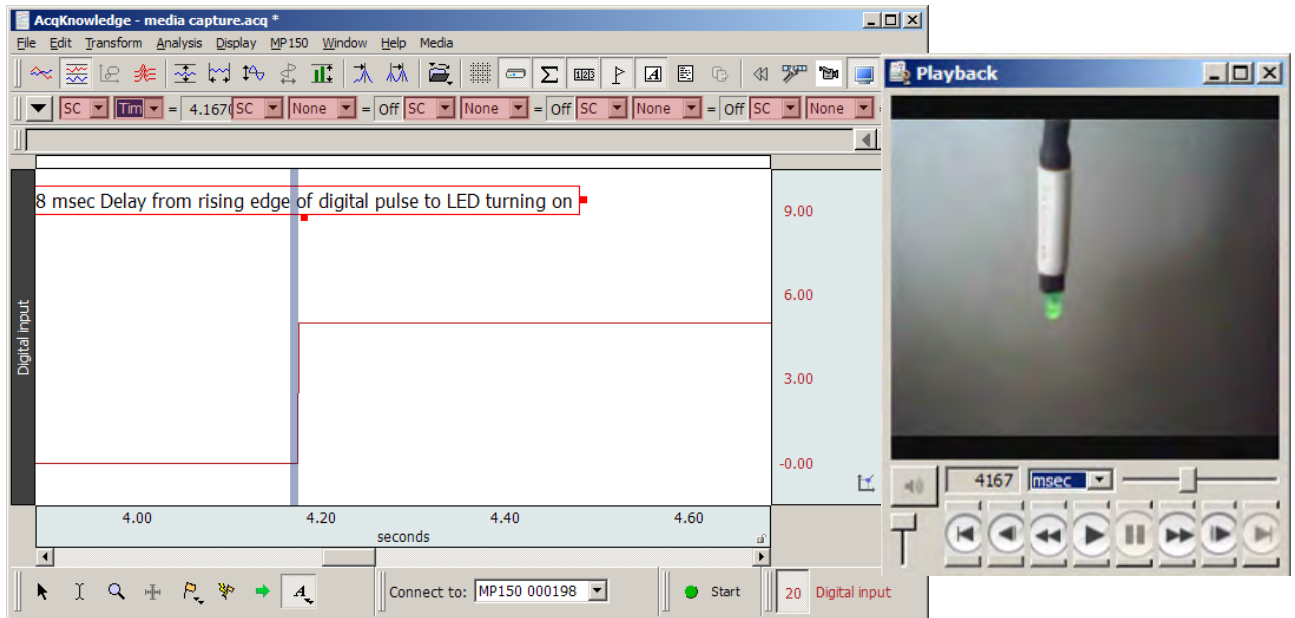 AcqKnowledge - media capture.acq *
File Edit Transform Analysis Display MP150 Window Help Media
SC Tim = 4.167( SC None = Off SC None = Off SC None = Off SC None =
8 msec Delay from rising edge of digital pulse to LED turning on
Digital input
9.00
6.00
3.00
-0.00
4.00 4.20 4.40 4.60
seconds
Connect to: MP150 000198 Start 20 Digital input
Playback
4167 msec